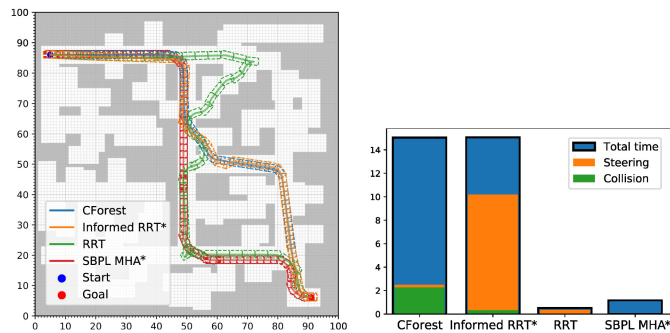 100
90
80
70
60
50
40
30
20
10
0
CForest
Informed RRT*
RRT
SBPL MHA*
Start
Goal
0 10 20 30 40 50 60 70 80 90 100
14
12
10
8
6
4
2
0
Total time
Steering
Collision
CForest Informed RRT* RRT SBPL MHA*